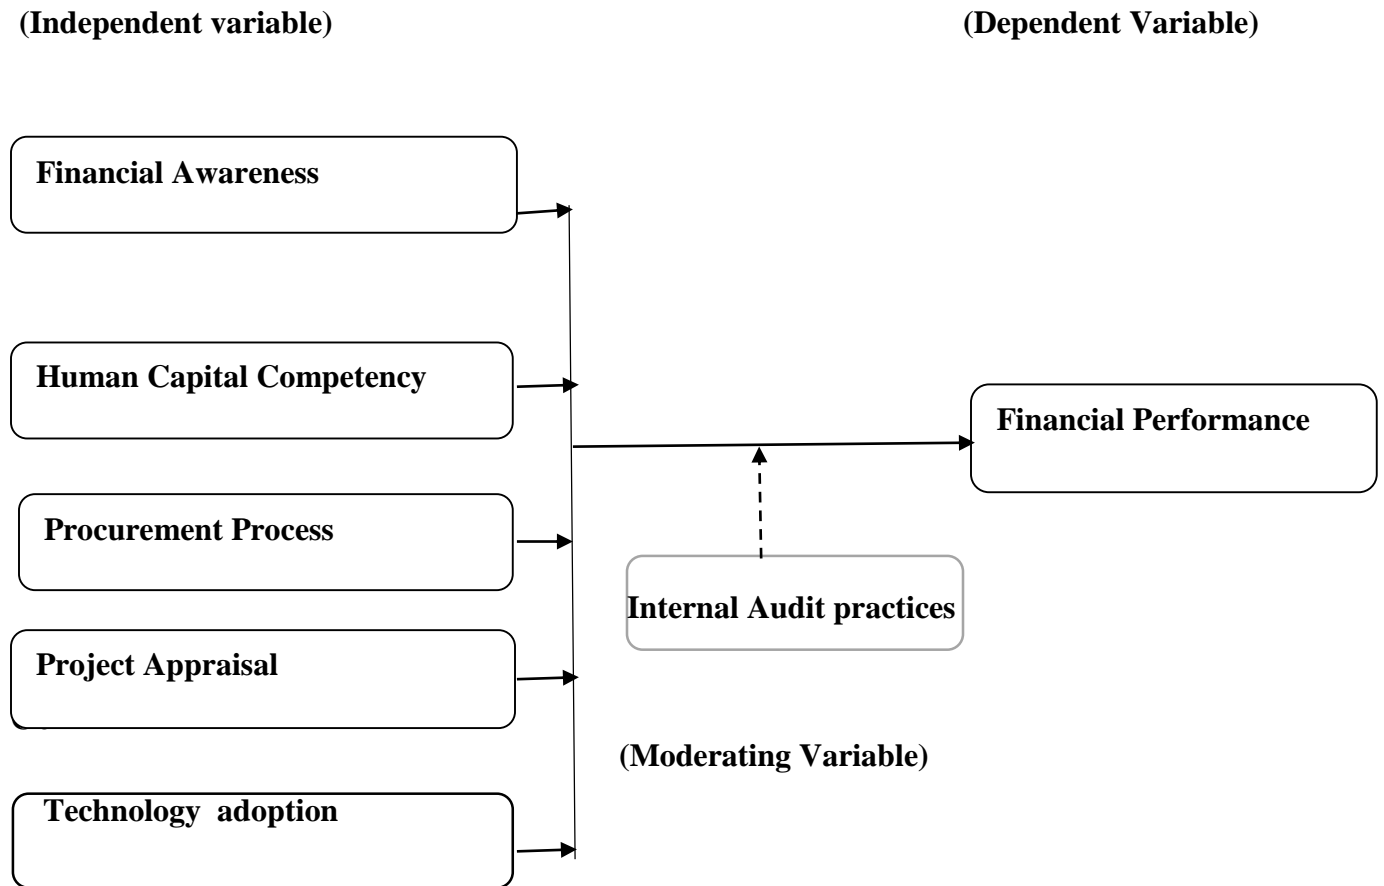 (Independent variable)
(Dependent Variable)
Financial Awareness
Human Capital Competency
Financial Performance
Procurement Process
Internal Audit practices
Project Appraisal
(Moderating Variable)
Technology adoption